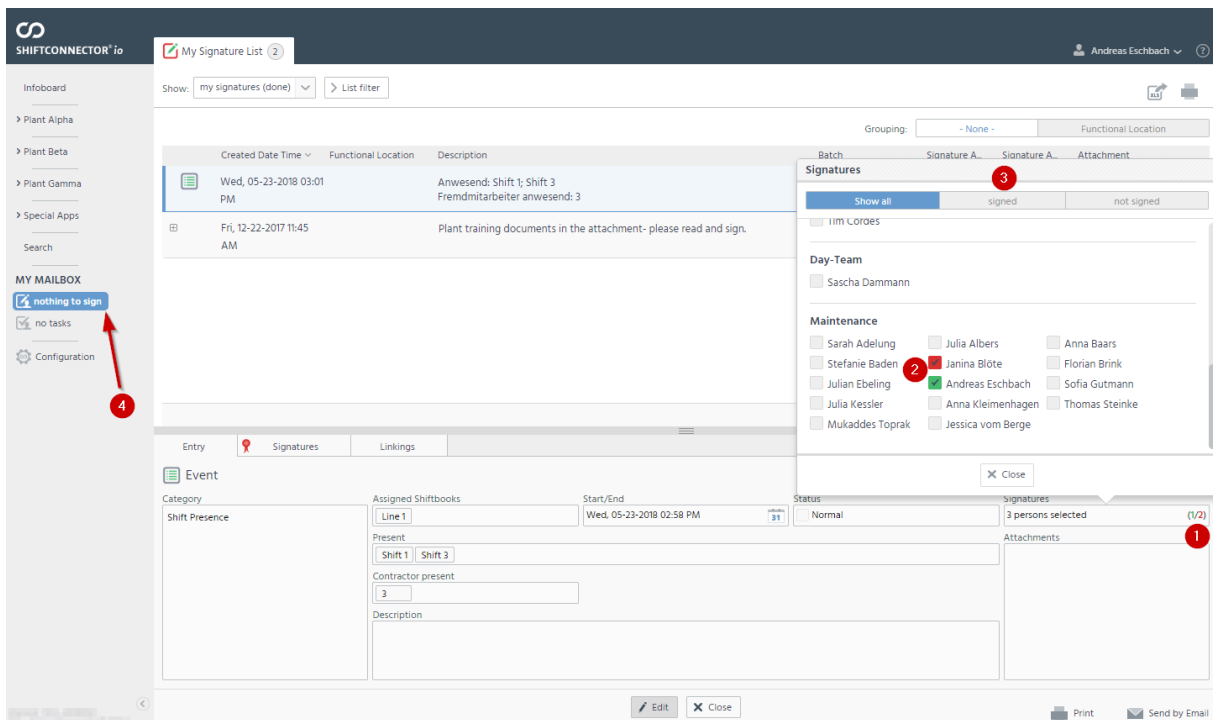 SHIFTCONNECTOR® io
My Signature List 2
Andreas Eschbach
?
Infoboard
Plant Alpha
Plant Beta
Plant Gamma
Special Apps
Search
MY MAILBOX
nothing to sign
no tasks
Configuration
4
Show: my signatures (done) List filter
XLS
Grouping: - None - Functional Location
Created Date Time Functional Location Description Batch Signature A... Signature A... Attachment
Wed, 05-23-2018 03:01 PM
Anwesend: Shift 1; Shift 3
Fremdmitarbeiter anwesend: 3
Fri, 12-22-2017 11:45 AM
Plant training documents in the attachment- please read and sign.
Signatures
3
Show all signed not signed
Tim Cordes
Day-Team
Sascha Dammann
Maintenance
Sarah Adelung Julia Albers Anna Baars
Stefanie Baden 2 Janina Blöte Florian Brink
Julian Ebeling Andreas Eschbach Sofia Gutmann
Julia Kessler Anna Kleimenhagen Thomas Steinke
Mukaddes Toprak Jessica vom Berge
Close
Entry Signatures Linkings
Event
Category
Shift Presence
Assigned Shiftbooks
Line 1
Start/End
Wed, 05-23-2018 02:58 PM 31
Status
Normal
Signatures
3 persons selected (1/2)
1
Present
Shift 1 Shift 3
Attachments
Contractor present
3
Description
Edit Close
Print Send by Email